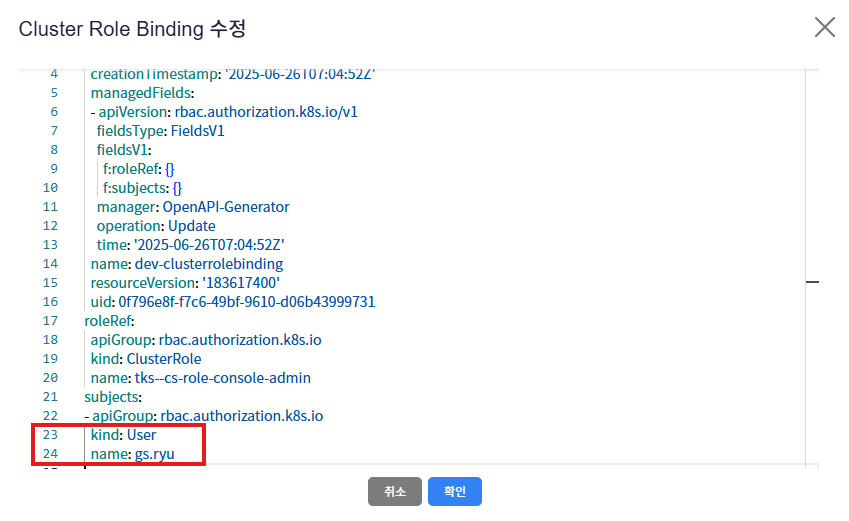 Cluster Role Binding 수정
4 creationTimestamp: '2025-06-26T07:04:52Z'
5 managedFields:
6 - apiVersion: rbac.authorization.k8s.io/v1
7 fieldsType: FieldsV1
8 fieldsV1:
9 f:roleRef: {}
10 f:subjects: {}
11 manager: OpenAPI-Generator
12 operation: Update
13 time: '2025-06-26T07:04:52Z'
14 name: dev-clusterrolebinding
15 resourceVersion: '183617400'
16 uid: 0f796e8f-f7c6-49bf-9610-d06b43999731
17 roleRef:
18 apiGroup: rbac.authorization.k8s.io
19 kind: ClusterRole
20 name: tks--cs-role-console-admin
21 subjects:
22 - apiGroup: rbac.authorization.k8s.io
23 kind: User
24 name: gs.ryu
취소 확인